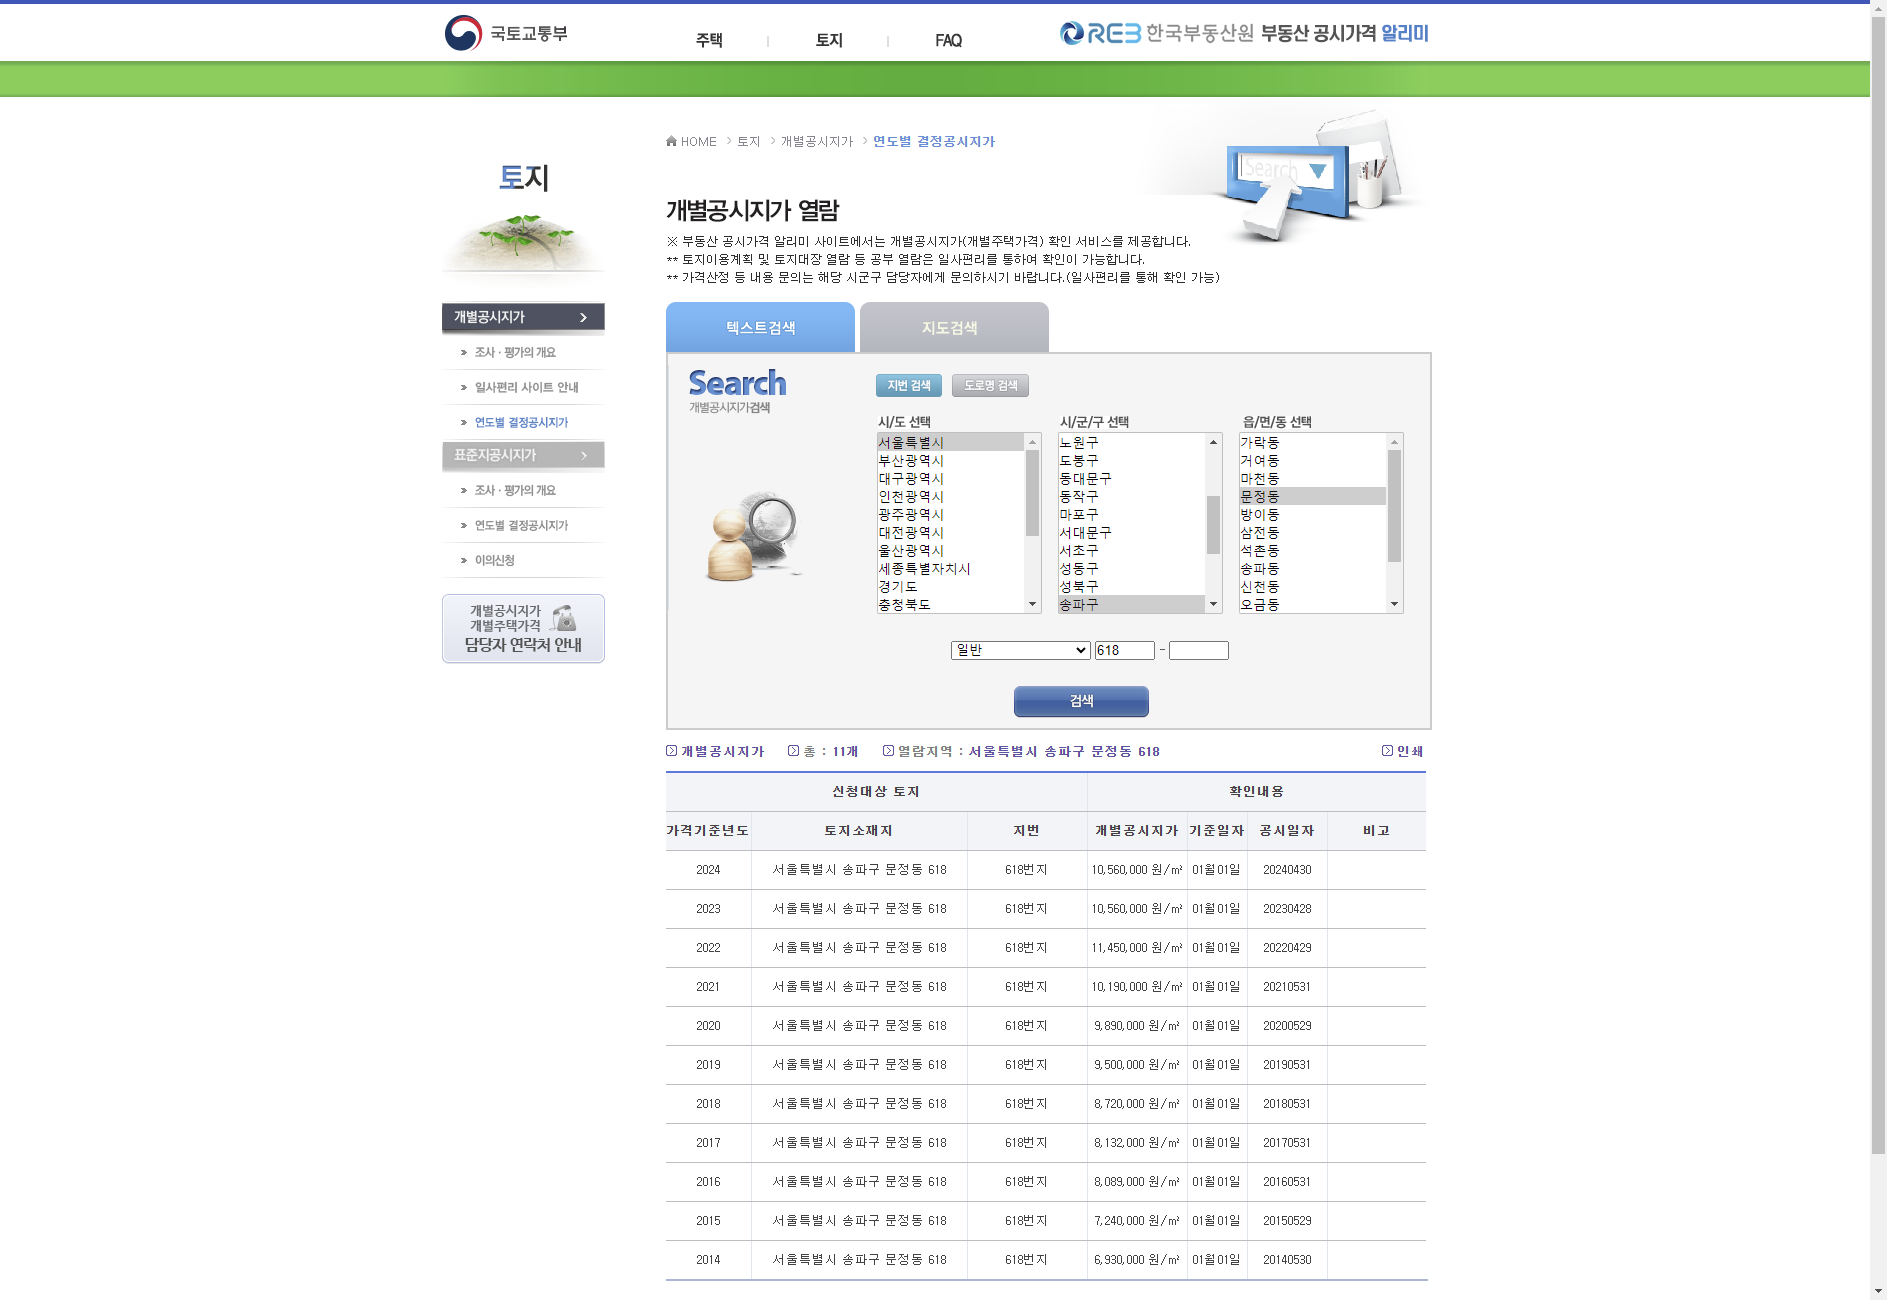 국토교통부
주택
토지
FAQ
REB 한국부동산원 부동산 공시가격 알리미
HOME > 토지 > 개별공시지가 > 연도별 결정공시지가
Search
토지
개별공시지가 열람
※ 부동산 공시가격 알리미 사이트에서는 개별공시지가(개별주택가격) 확인 서비스를 제공합니다.
** 토지이용계획 및 토지대장 열람 등 공부 열람은 일사편리를 통하여 확인이 가능합니다.
** 가격산정 등 내용 문의는 해당 시군구 담당자에게 문의하시기 바랍니다.(일사편리를 통해 확인 가능)
개별공시지가
조사·평가의 개요
일사편리 사이트 안내
연도별 결정공시지가
표준지공시지가
조사·평가의 개요
연도별 결정공시지가
이의신청
개별공시지가
개별주택가격
담당자 연락처 안내
텍스트검색
지도검색
Search
개별공시지가검색
지번 검색
도로명 검색
시/도 선택
서울특별시
부산광역시
대구광역시
인천광역시
광주광역시
대전광역시
울산광역시
세종특별자치시
경기도
충청북도
시/군/구 선택
노원구
도봉구
동대문구
동작구
마포구
서대문구
서초구
성동구
성북구
송파구
읍/면/동 선택
가락동
거여동
마천동
문정동
방이동
삼전동
석촌동
송파동
신천동
오금동
일반 618 -
검색
개별공시지가 총 : 11개 열람지역 : 서울특별시 송파구 문정동 618 인쇄
신청대상 토지 확인내용
가격기준년도 토지소재지 지번 개별공시지가 기준일자 공시일자 비고
2024 서울특별시 송파구 문정동 618 618번지 10,560,000 원/㎡ 01월01일 20240430
2023 서울특별시 송파구 문정동 618 618번지 10,560,000 원/㎡ 01월01일 20230428
2022 서울특별시 송파구 문정동 618 618번지 11,450,000 원/㎡ 01월01일 20220429
2021 서울특별시 송파구 문정동 618 618번지 10,190,000 원/㎡ 01월01일 20210531
2020 서울특별시 송파구 문정동 618 618번지 9,890,000 원/㎡ 01월01일 20200529
2019 서울특별시 송파구 문정동 618 618번지 9,500,000 원/㎡ 01월01일 20190531
2018 서울특별시 송파구 문정동 618 618번지 8,720,000 원/㎡ 01월01일 20180531
2017 서울특별시 송파구 문정동 618 618번지 8,132,000 원/㎡ 01월01일 20170531
2016 서울특별시 송파구 문정동 618 618번지 8,089,000 원/㎡ 01월01일 20160531
2015 서울특별시 송파구 문정동 618 618번지 7,240,000 원/㎡ 01월01일 20150529
2014 서울특별시 송파구 문정동 618 618번지 6,930,000 원/㎡ 01월01일 20140530